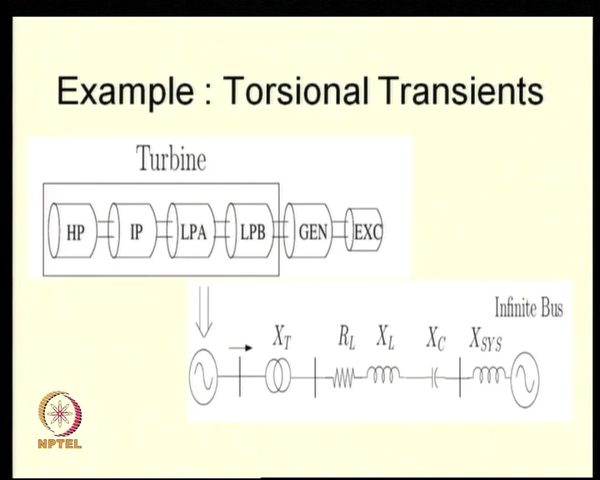 Example : Torsional Transients
Turbine
HP IP LPA LPB GEN EXC
Infinite Bus
X_T R_L X_L X_C X_SYS
NPTEL